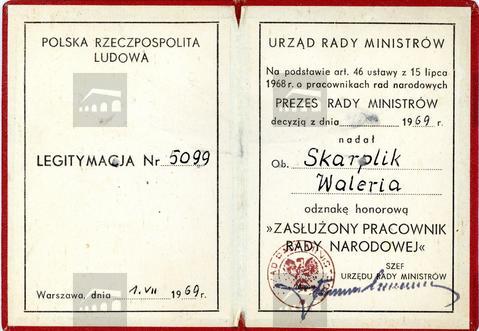 POLSKA RZECZPOSPOLITA
LUDOWA
LEGITYMACJA Nr 5099
Warszawa, dnia 1. VII 1969 r.
URZĄD RADY MINISTRÓW
Na podstawie art. 46 ustawy z 15 lipca
1968 r. o pracownikach rad narodowych
PREZES RADY MINISTRÓW
decyzją z dnia 1969 r.
nadał
Ob. Skarplik
Waleria
odznakę honorową
»ZASŁUŻONY PRACOWNIK
RADY NARODOWEJ«
SZEF
URZĘDU RADY MINISTRÓW